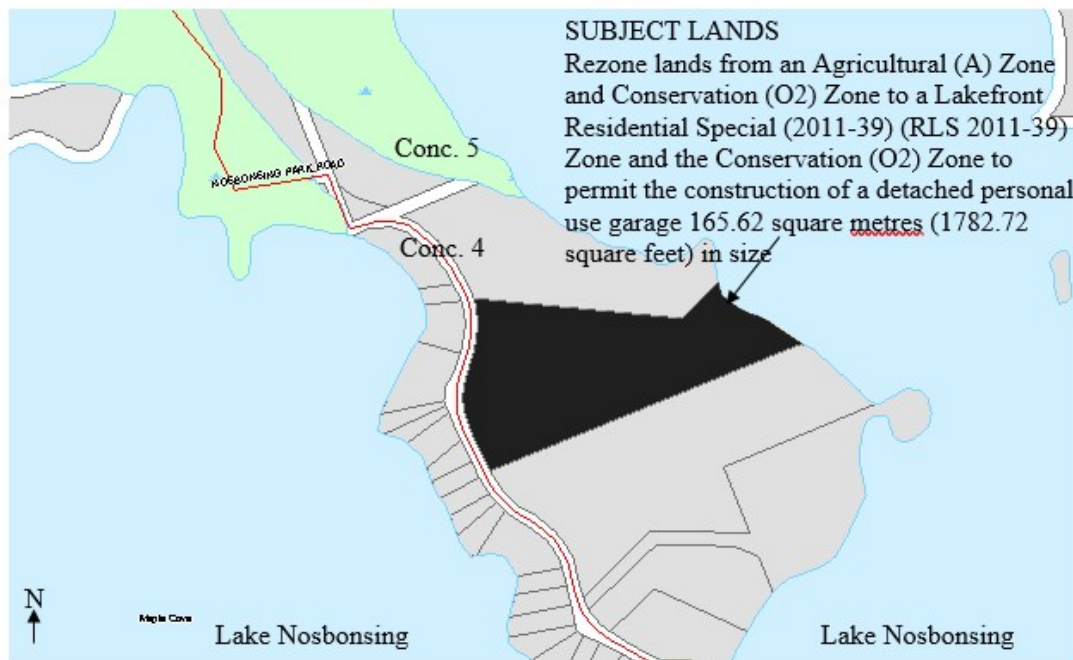 SUBJECT LANDS
Rezone lands from an Agricultural (A) Zone
and Conservation (O2) Zone to a Lakefront
Residential Special (2011-39) (RLS 2011-39)
Zone and the Conservation (O2) Zone to
permit the construction of a detached personal
use garage 165.62 square metres (1782.72
square feet) in size
Conc. 5
NOSBONSING PARK ROAD
Conc. 4
N
Maple Cove
Lake Nosbonsing
Lake Nosbonsing